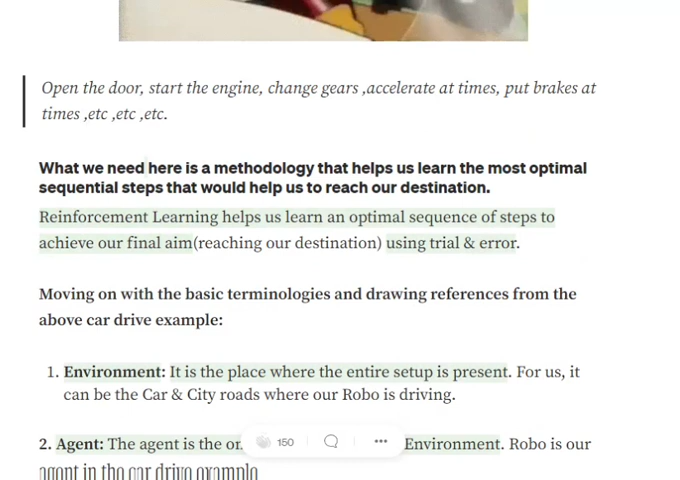 Open the door, start the engine, change gears ,accelerate at times, put brakes at
times ,etc ,etc ,etc.
What we need here is a methodology that helps us learn the most optimal
sequential steps that would help us to reach our destination.
Reinforcement Learning helps us learn an optimal sequence of steps to
achieve our final aim(reaching our destination) using trial & error.
Moving on with the basic terminologies and drawing references from the
above car drive example:
1. Environment: It is the place where the entire setup is present. For us, it
can be the Car & City roads where our Robo is driving.
2. Agent: The agent is the Environment. Robo is our
150
agent in the car drive example